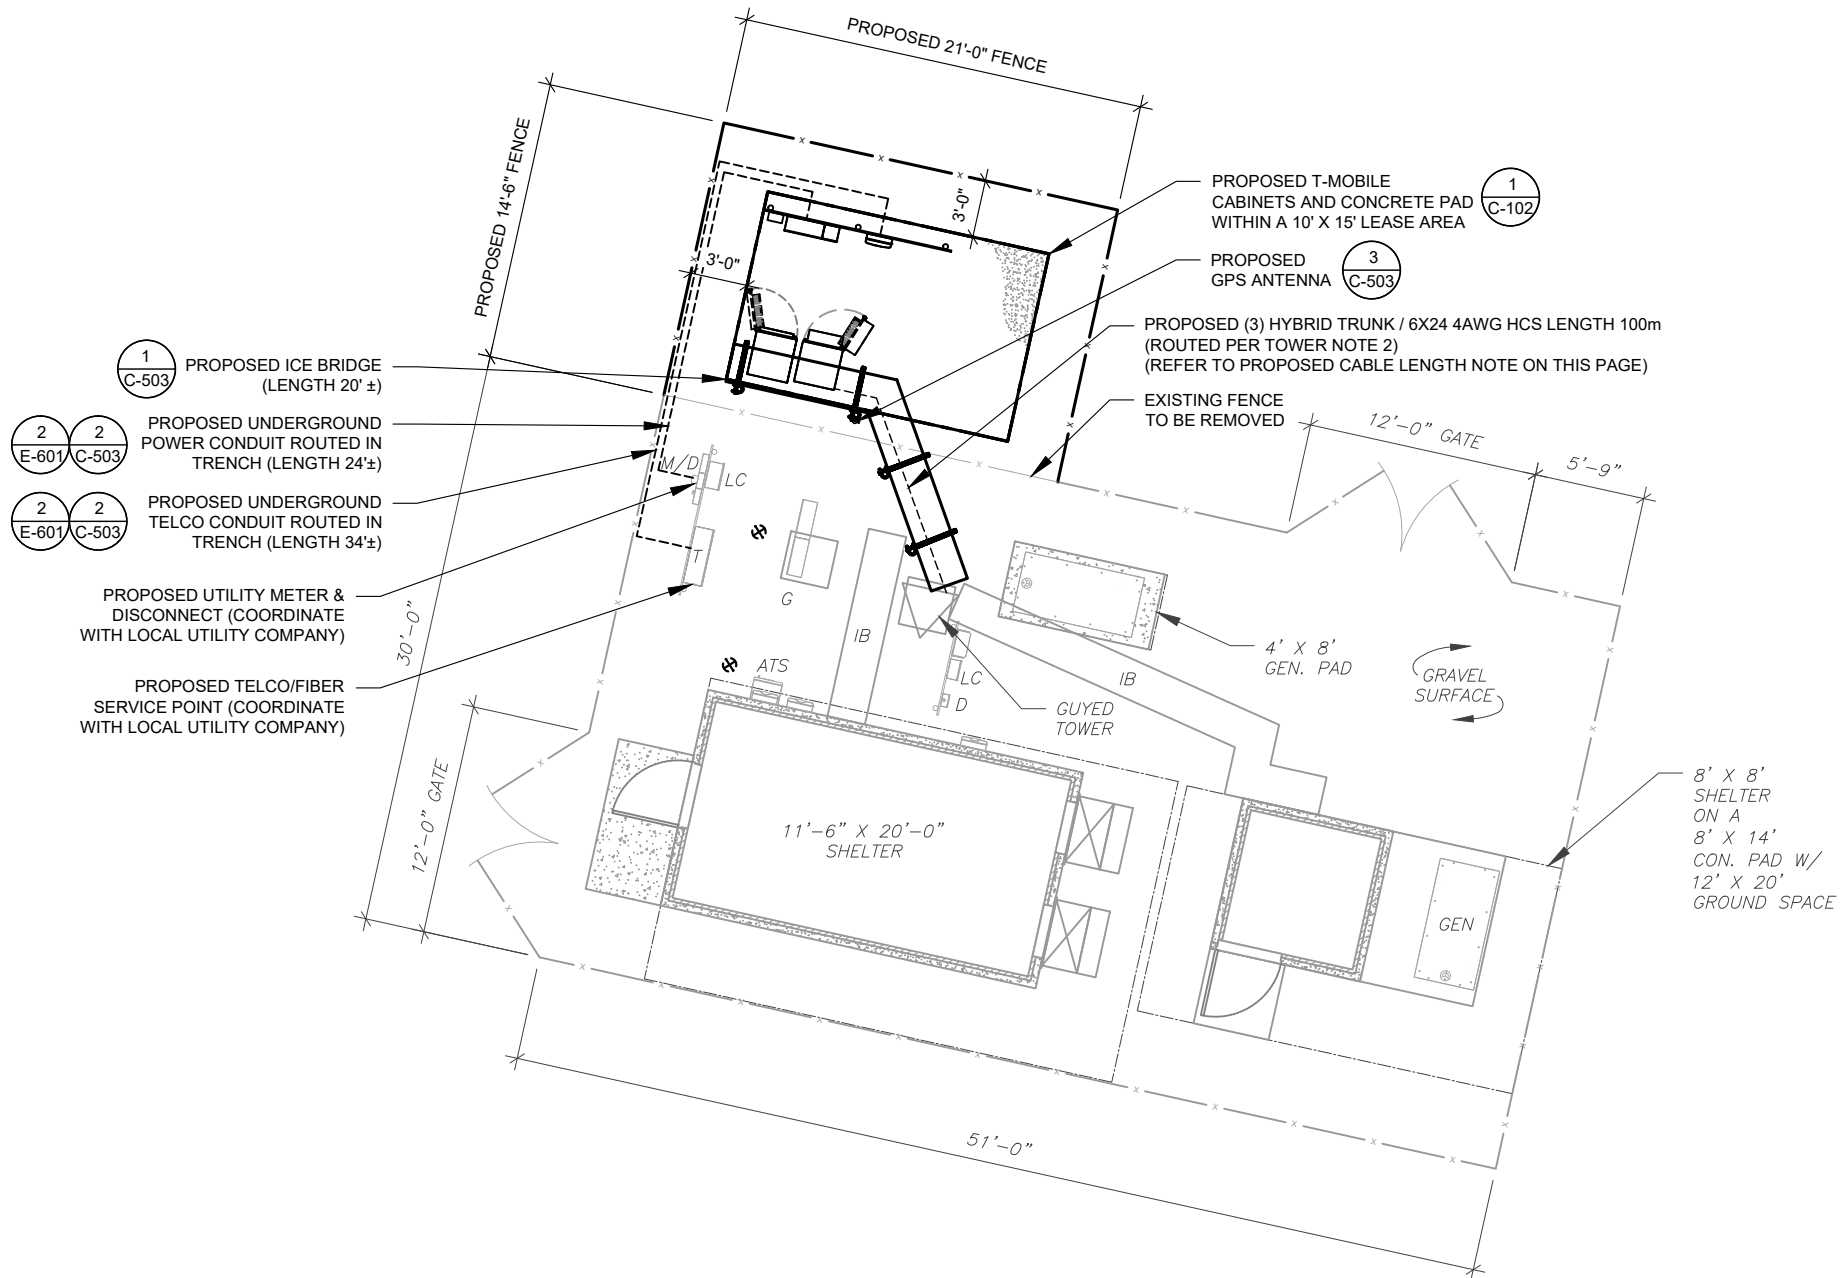 PROPOSED 21'-0" FENCE
PROPOSED 14'-6" FENCE
3'-0"
3'-0"
PROPOSED T-MOBILE
CABINETS AND CONCRETE PAD
WITHIN A 10' X 15' LEASE AREA
1
C-102
PROPOSED
GPS ANTENNA
3
C-503
PROPOSED (3) HYBRID TRUNK / 6X24 4AWG HCS LENGTH 100m
(ROUTED PER TOWER NOTE 2)
(REFER TO PROPOSED CABLE LENGTH NOTE ON THIS PAGE)
EXISTING FENCE
TO BE REMOVED
1
C-503
PROPOSED ICE BRIDGE
(LENGTH 20' ±)
2
E-601
2
C-503
PROPOSED UNDERGROUND
POWER CONDUIT ROUTED IN
TRENCH (LENGTH 24'±)
2
E-601
2
C-503
PROPOSED UNDERGROUND
TELCO CONDUIT ROUTED IN
TRENCH (LENGTH 34'±)
PROPOSED UTILITY METER &
DISCONNECT (COORDINATE
WITH LOCAL UTILITY COMPANY)
PROPOSED TELCO/FIBER
SERVICE POINT (COORDINATE
WITH LOCAL UTILITY COMPANY)
M/D
LC
T
G
IB
ATS
LC
D
IB
GUYED
TOWER
4' X 8'
GEN. PAD
12'-0" GATE
5'-9"
GRAVEL
SURFACE
30'-0"
12'-0" GATE
11'-6" X 20'-0"
SHELTER
GEN
8' X 8'
SHELTER
ON A
8' X 14'
CON. PAD W/
12' X 20'
GROUND SPACE
51'-0"